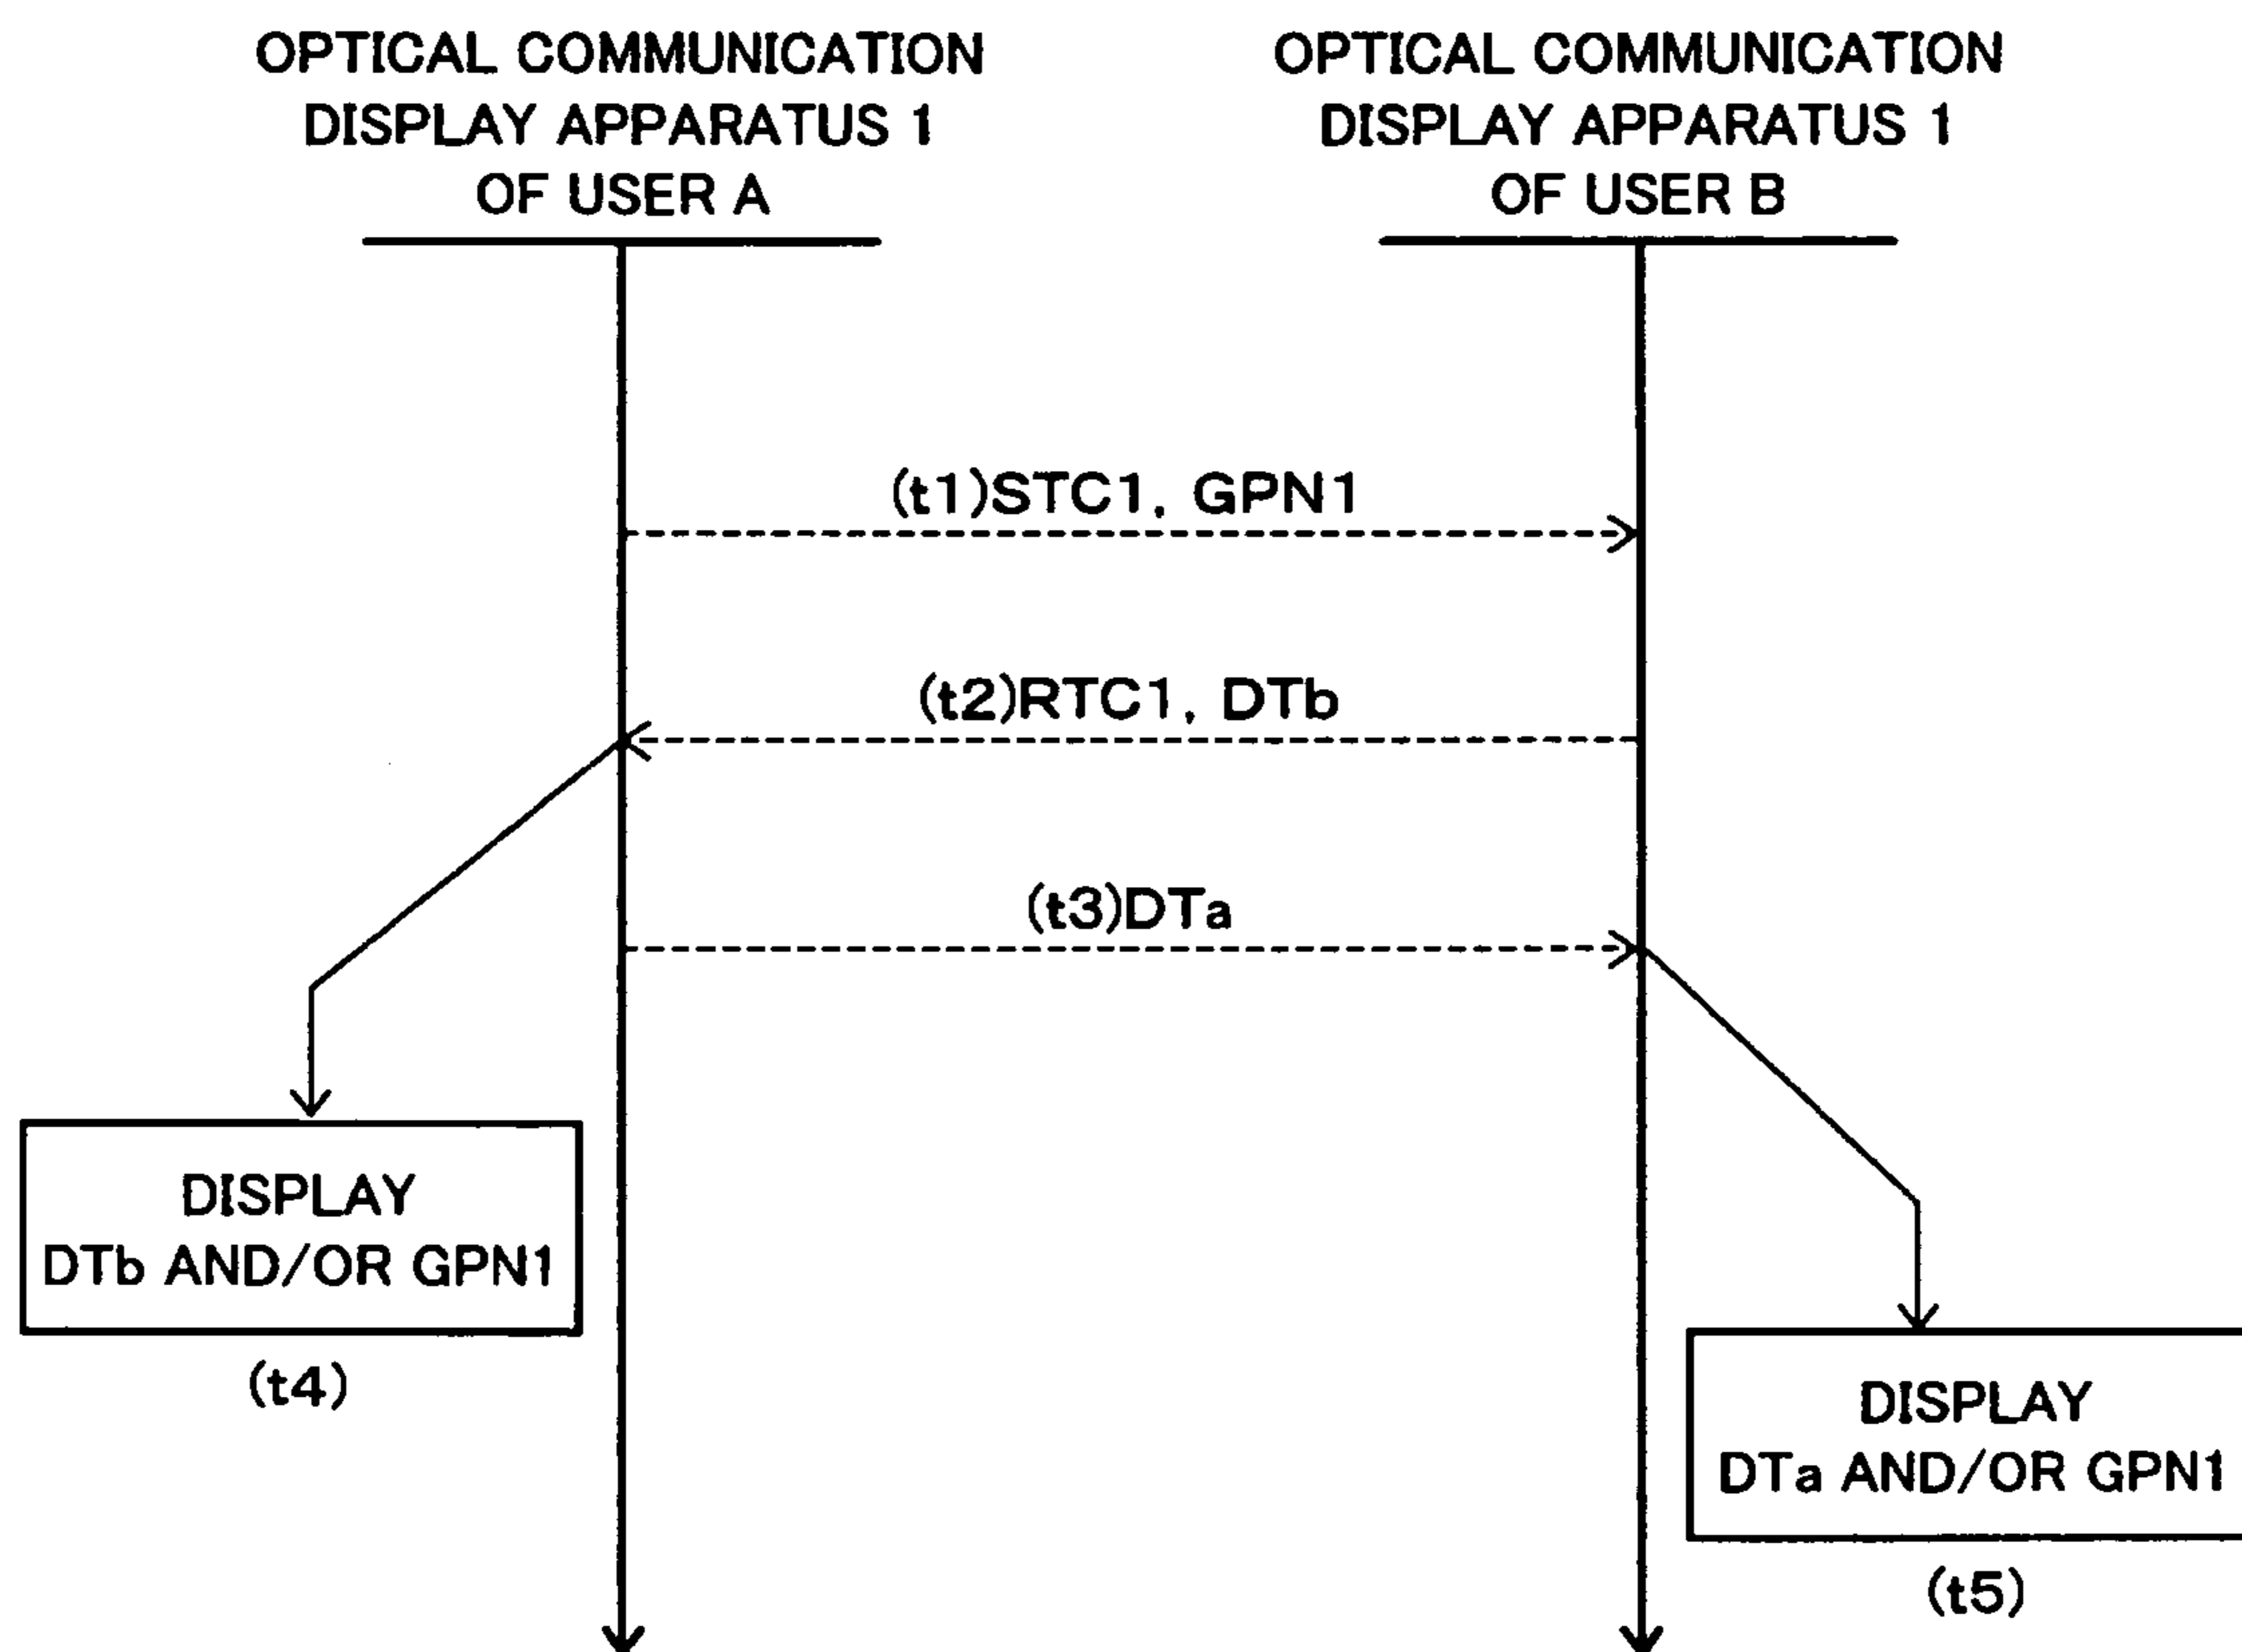 OPTICAL COMMUNICATION
DISPLAY APPARATUS 1
OF USER A
OPTICAL COMMUNICATION
DISPLAY APPARATUS 1
OF USER B
(t1)STC1, GPN1
(t2)RTC1, DTb
(t3)DTa
DISPLAY
DTb AND/OR GPN1
(t4)
DISPLAY
DTa AND/OR GPN1
(t5)